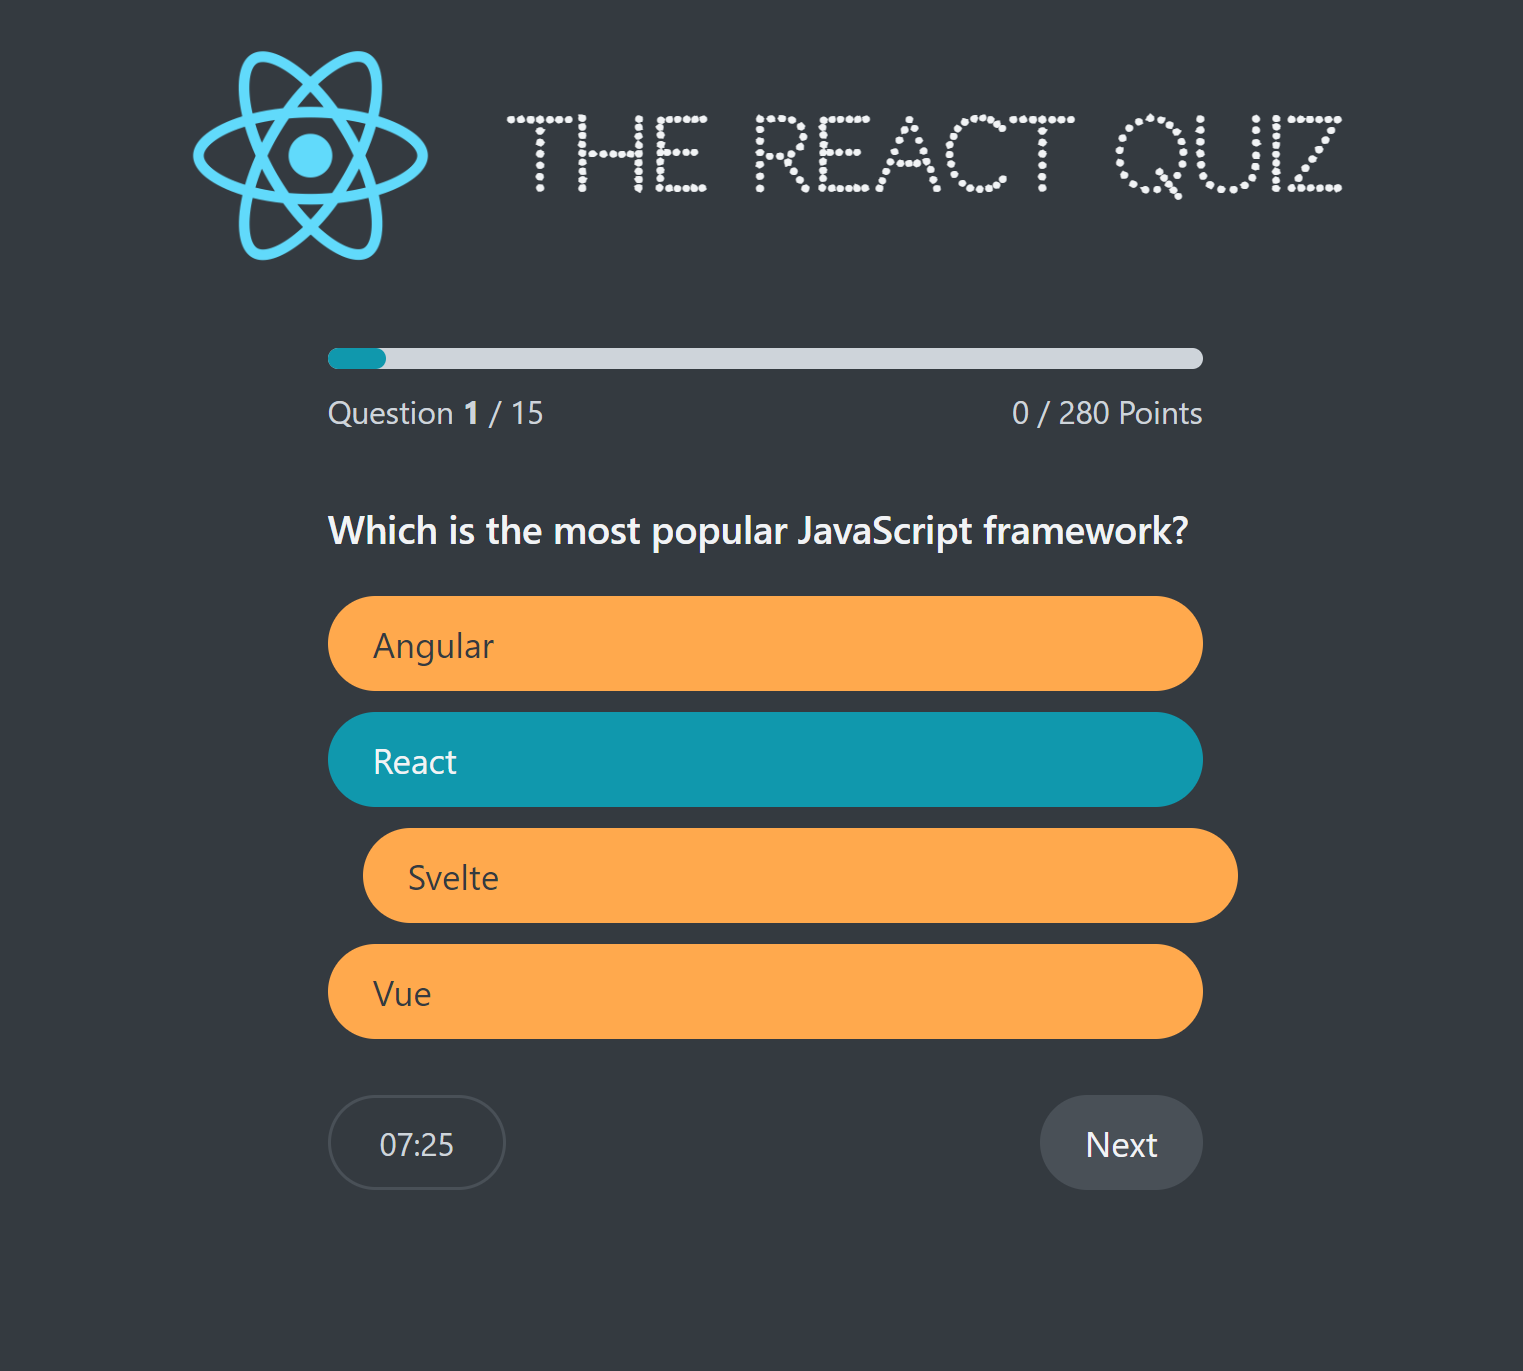 THE REACT QUIZ
Question 1 / 15
0 / 280 Points
Which is the most popular JavaScript framework?
Angular
React
Svelte
Vue
07:25
Next